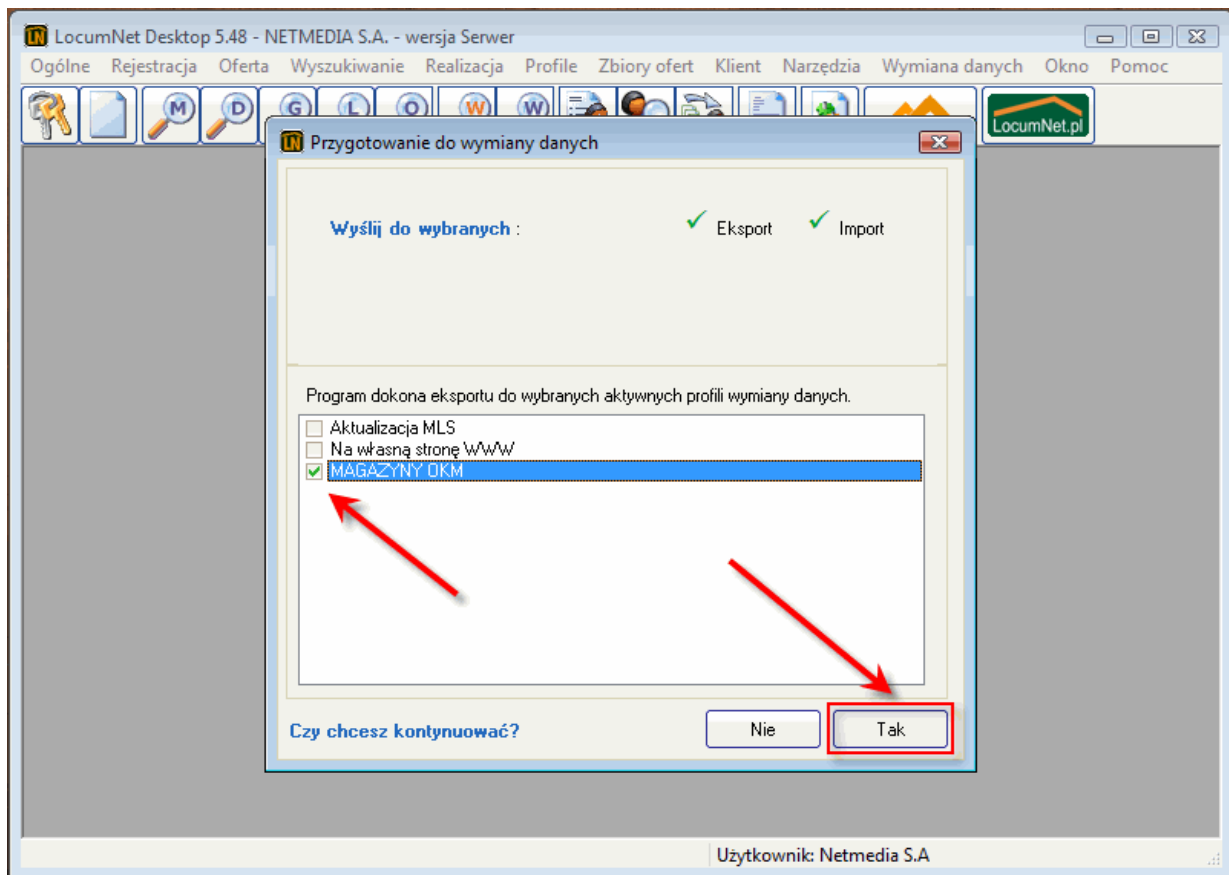 LocumNet Desktop 5.48 - NETMEDIA S.A. - wersja Serwer
Ogólne Rejestracja Oferta Wyszukiwanie Realizacja Profile Zbiory ofert Klient Narzędzia Wymiana danych Okno Pomoc
M D G L O W W LocumNet.pl
Przygotowanie do wymiany danych
Wyślij do wybranych : Eksport Import
Program dokona eksportu do wybranych aktywnych profili wymiany danych.
Aktualizacja MLS
Na własną stronę WWW
MAGAZYNY OKM
Czy chcesz kontynuować? Nie Tak
Użytkownik: Netmedia S.A